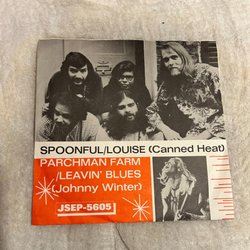 SPOONFUL/LOUISE (Canned Heat)
PARCHMAN FARM
/LEAVIN' BLUES
(Johnny Winter)
JSEP-5605